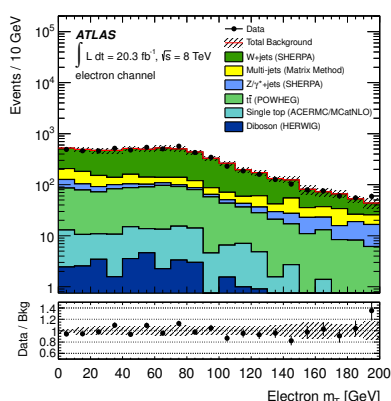 Events / 10 GeV
10⁶
10⁵
10⁴
10³
10²
10
1
ATLAS
∫ L dt = 20.3 fb⁻¹, √s = 8 TeV
electron channel
Data
Total Background
W+jets (SHERPA)
Multi-jets (Matrix Method)
Z/γ*+jets (SHERPA)
tt̄ (POWHEG)
Single top (ACERMC/MCatNLO)
Diboson (HERWIG)
Data / Bkg
1.4
1.2
1
0.8
0.6
0 20 40 60 80 100 120 140 160 180 200
Electron m_T [GeV]